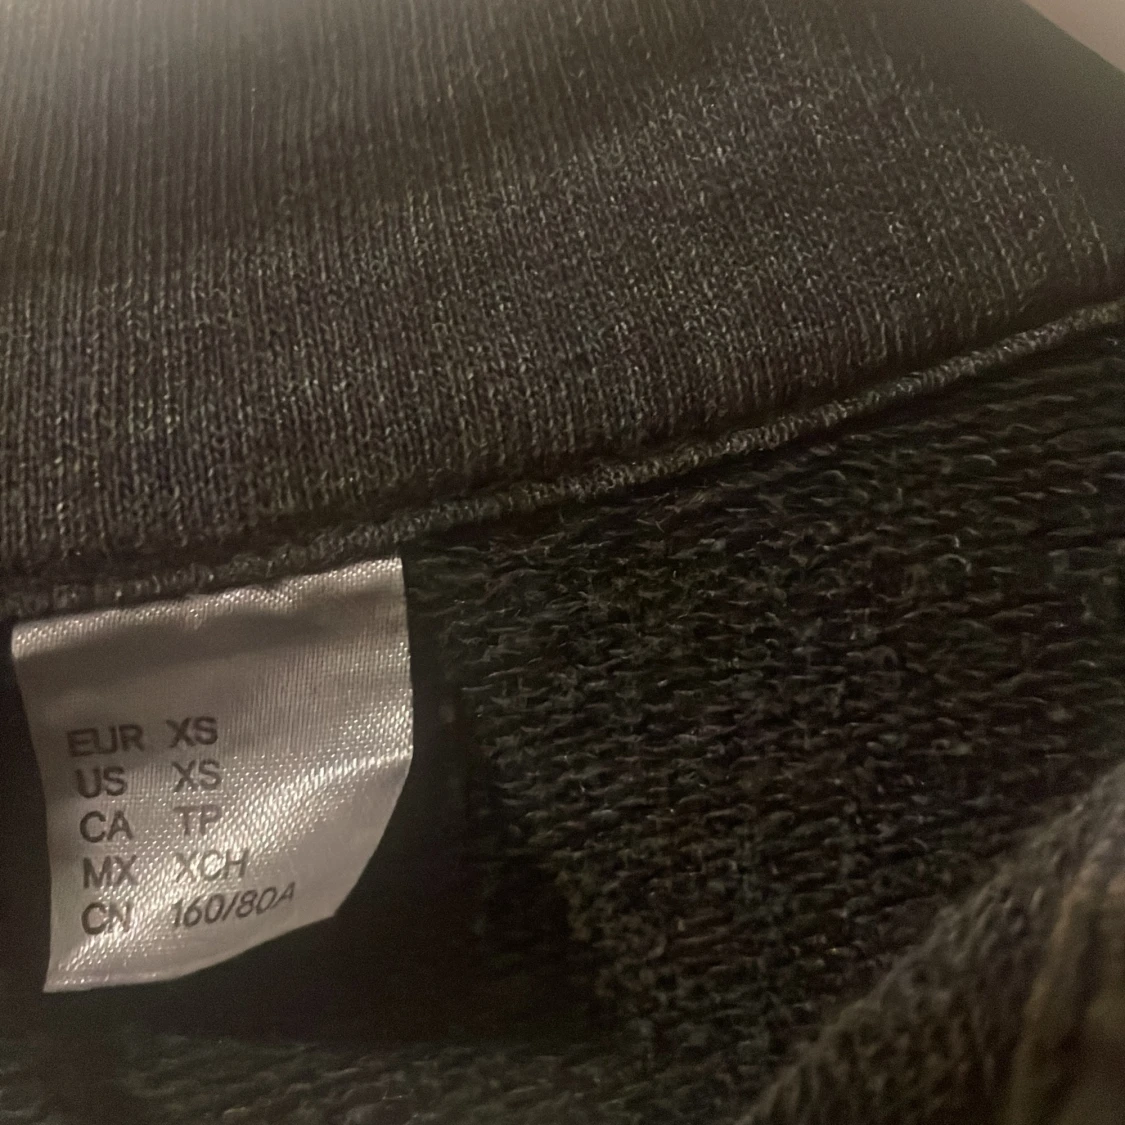 EUR XS
US XS
CA TP
MX XCH
CN 160/80A